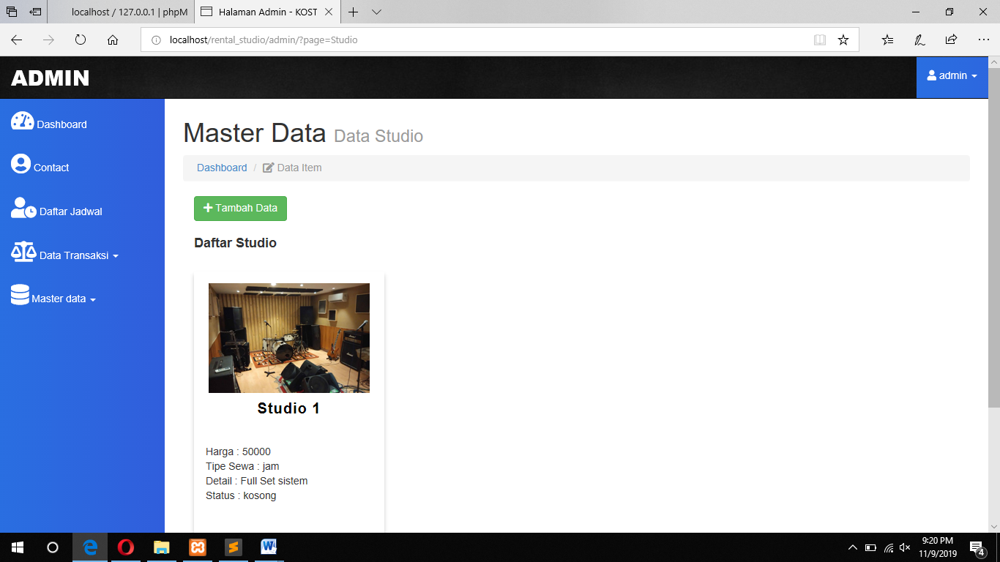 localhost / 127.0.0.1 | phpM
Halaman Admin - KOST
localhost/rental_studio/admin/?page=Studio
ADMIN
admin
Dashboard
Contact
Daftar Jadwal
Data Transaksi
Master data
Master Data Data Studio
Dashboard / Data Item
Tambah Data
Daftar Studio
Studio 1
Harga : 50000
Tipe Sewa : jam
Detail : Full Set sistem
Status : kosong
9:20 PM
11/9/2019
4